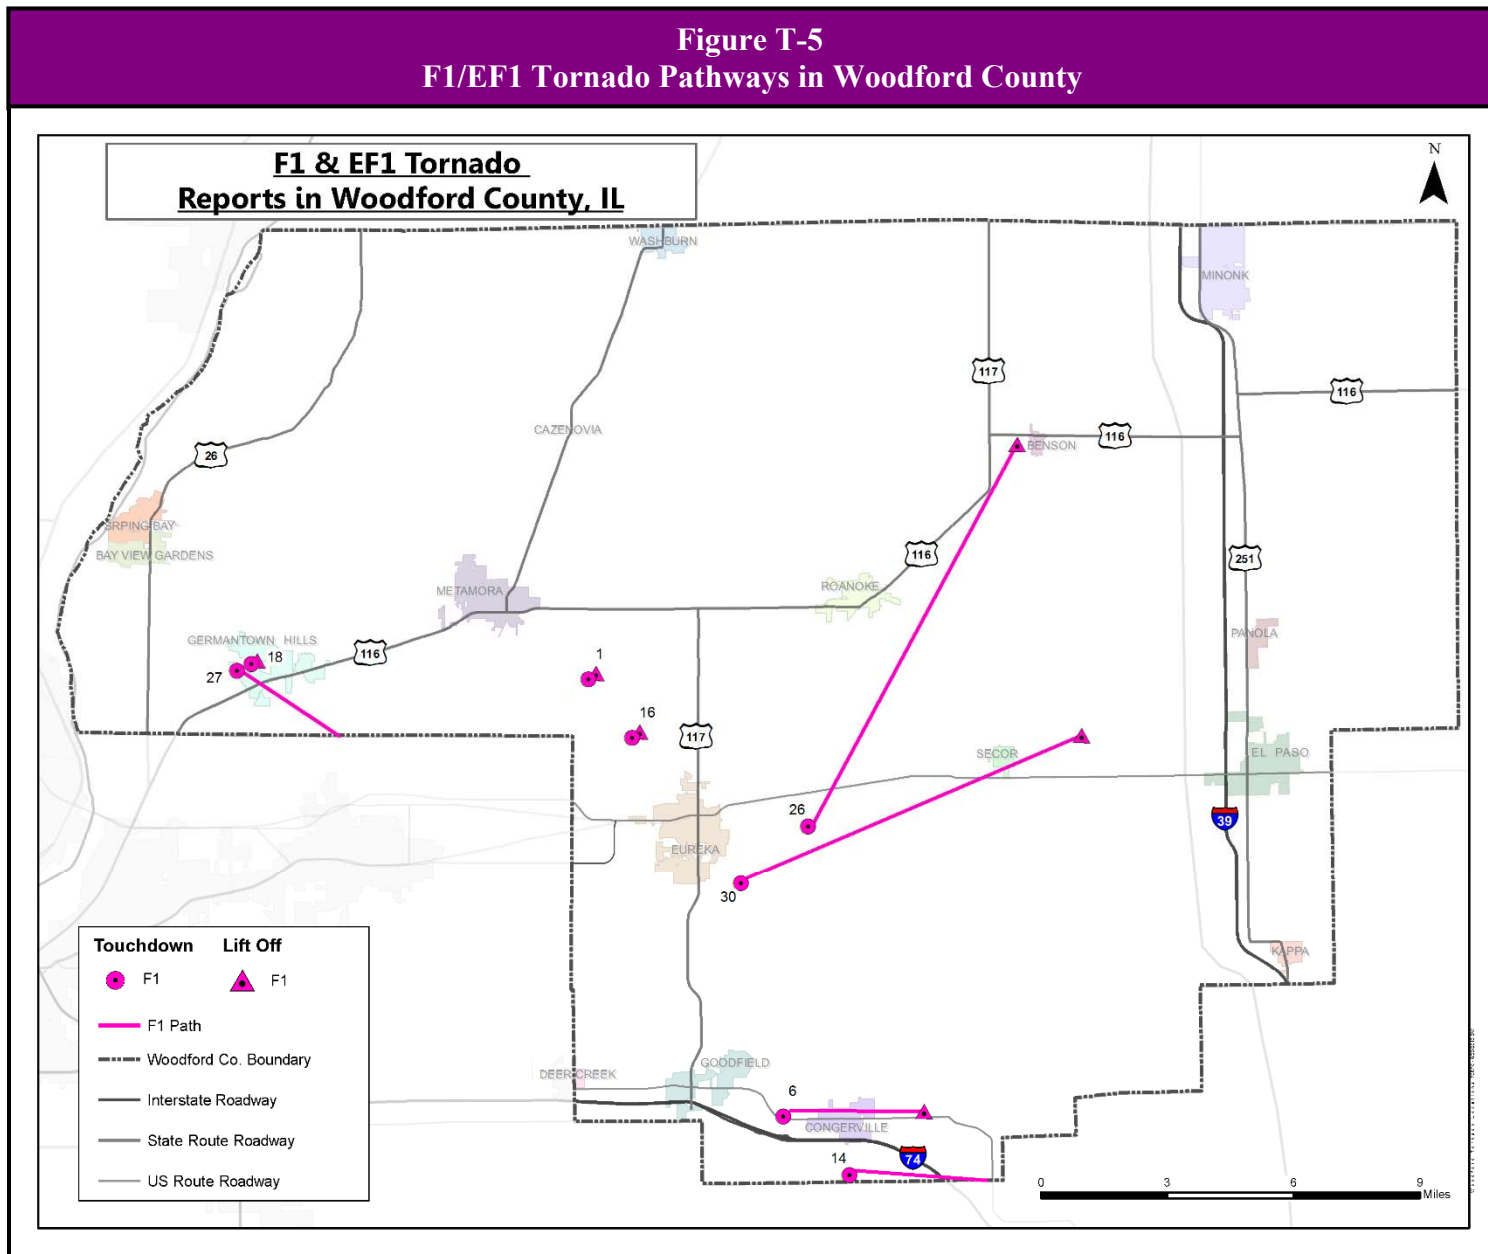 Figure T-5
F1/EF1 Tornado Pathways in Woodford County
F1 & EF1 Tornado
Reports in Woodford County, IL
N
WASHBURN
MINONK
117
116
CAZENOVIA
26
BENSON
116
SRPING BAY
BAY VIEW GARDENS
116
251
METAMORA
ROANOKE
PANOLA
GERMANTOWN HILLS
116
18
27
1
16
117
SECOR
EL PASO
26
39
EUREKA
30
KAPPA
Touchdown Lift Off
F1 F1
F1 Path
Woodford Co. Boundary
Interstate Roadway
State Route Roadway
US Route Roadway
GOODFIELD
DEER CREEK
6
CONGERVILLE
14
74
0 3 6 9
Miles